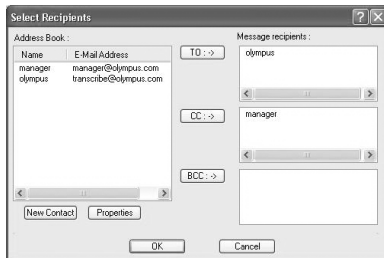 Select Recipients
Address Book :
Name E-Mail Address
manager manager@olympus.com
olympus transcribe@olympus.com
New Contact Properties
TO : ->
CC : ->
BCC : ->
Message recipients :
olympus
manager
OK Cancel